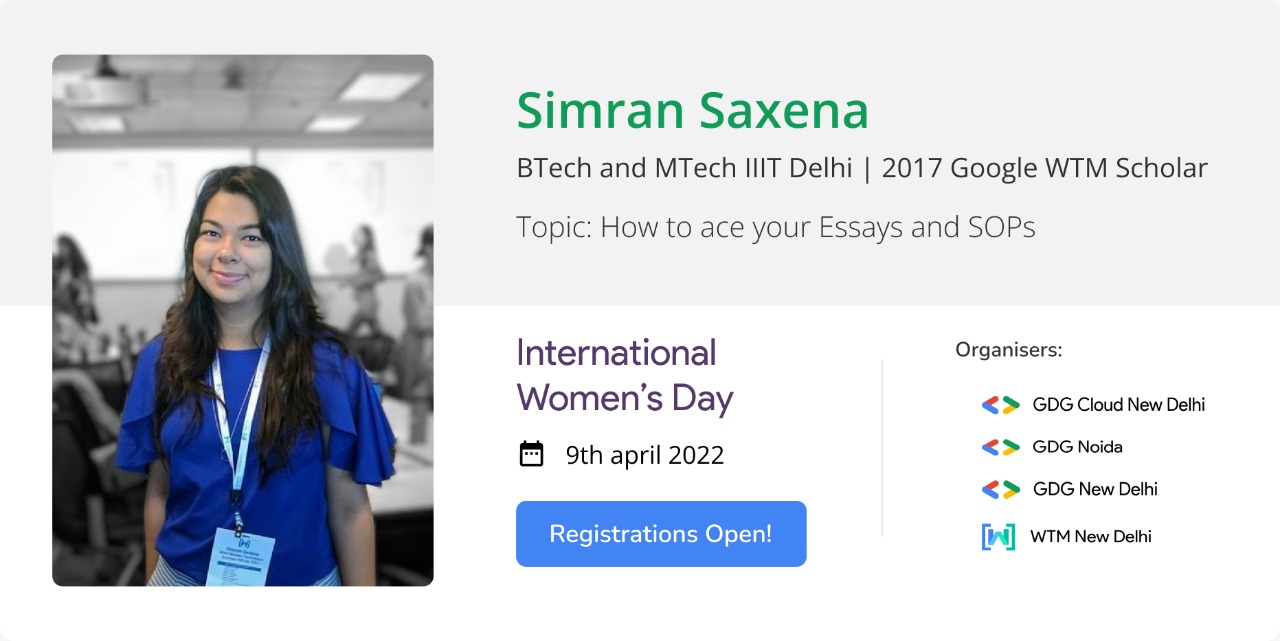 Simran Saxena
BTech and MTech IIIT Delhi | 2017 Google WTM Scholar
Topic: How to ace your Essays and SOPs
International
Women's Day
9th april 2022
Registrations Open!
Organisers:
GDG Cloud New Delhi
GDG Noida
GDG New Delhi
WTM New Delhi